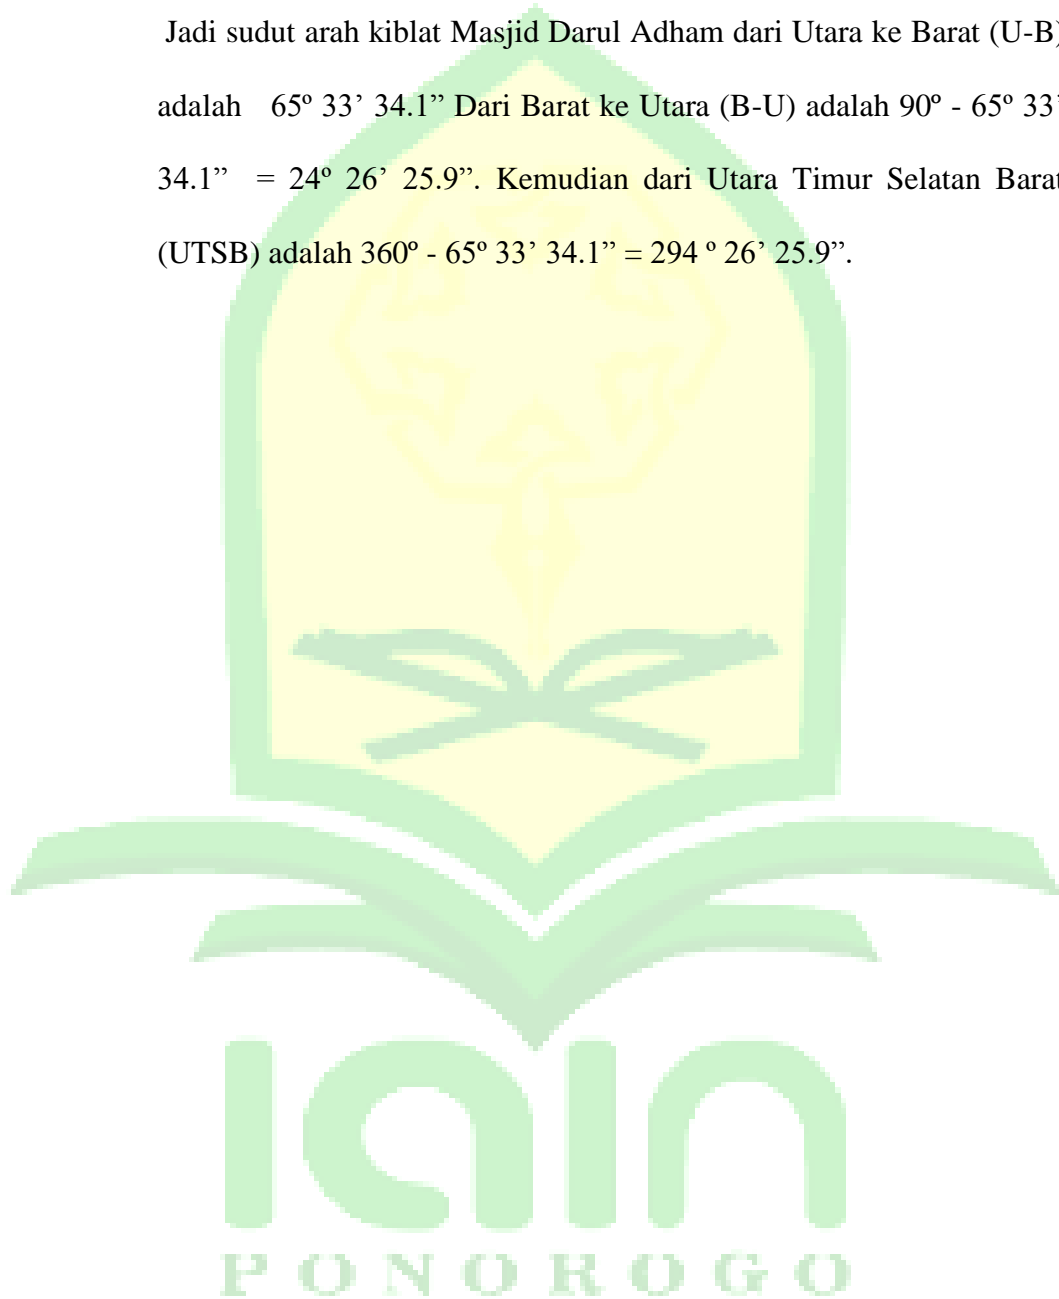 Jadi sudut arah kiblat Masjid Darul Adham dari Utara ke Barat (U-B)
adalah 65º 33’ 34.1” Dari Barat ke Utara (B-U) adalah 90º - 65º 33’
34.1” = 24º 26’ 25.9”. Kemudian dari Utara Timur Selatan Barat
(UTSB) adalah 360º - 65º 33’ 34.1” = 294 º 26’ 25.9”.
iain
PONOROGO